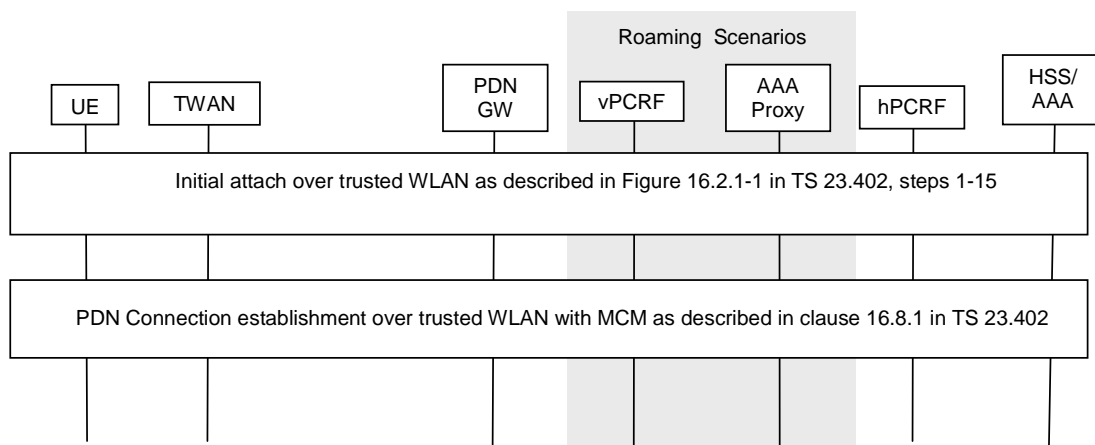 Roaming Scenarios
UE
TWAN
PDN
GW
vPCRF
AAA
Proxy
hPCRF
HSS/
AAA
Initial attach over trusted WLAN as described in Figure 16.2.1-1 in TS 23.402, steps 1-15
PDN Connection establishment over trusted WLAN with MCM as described in clause 16.8.1 in TS 23.402